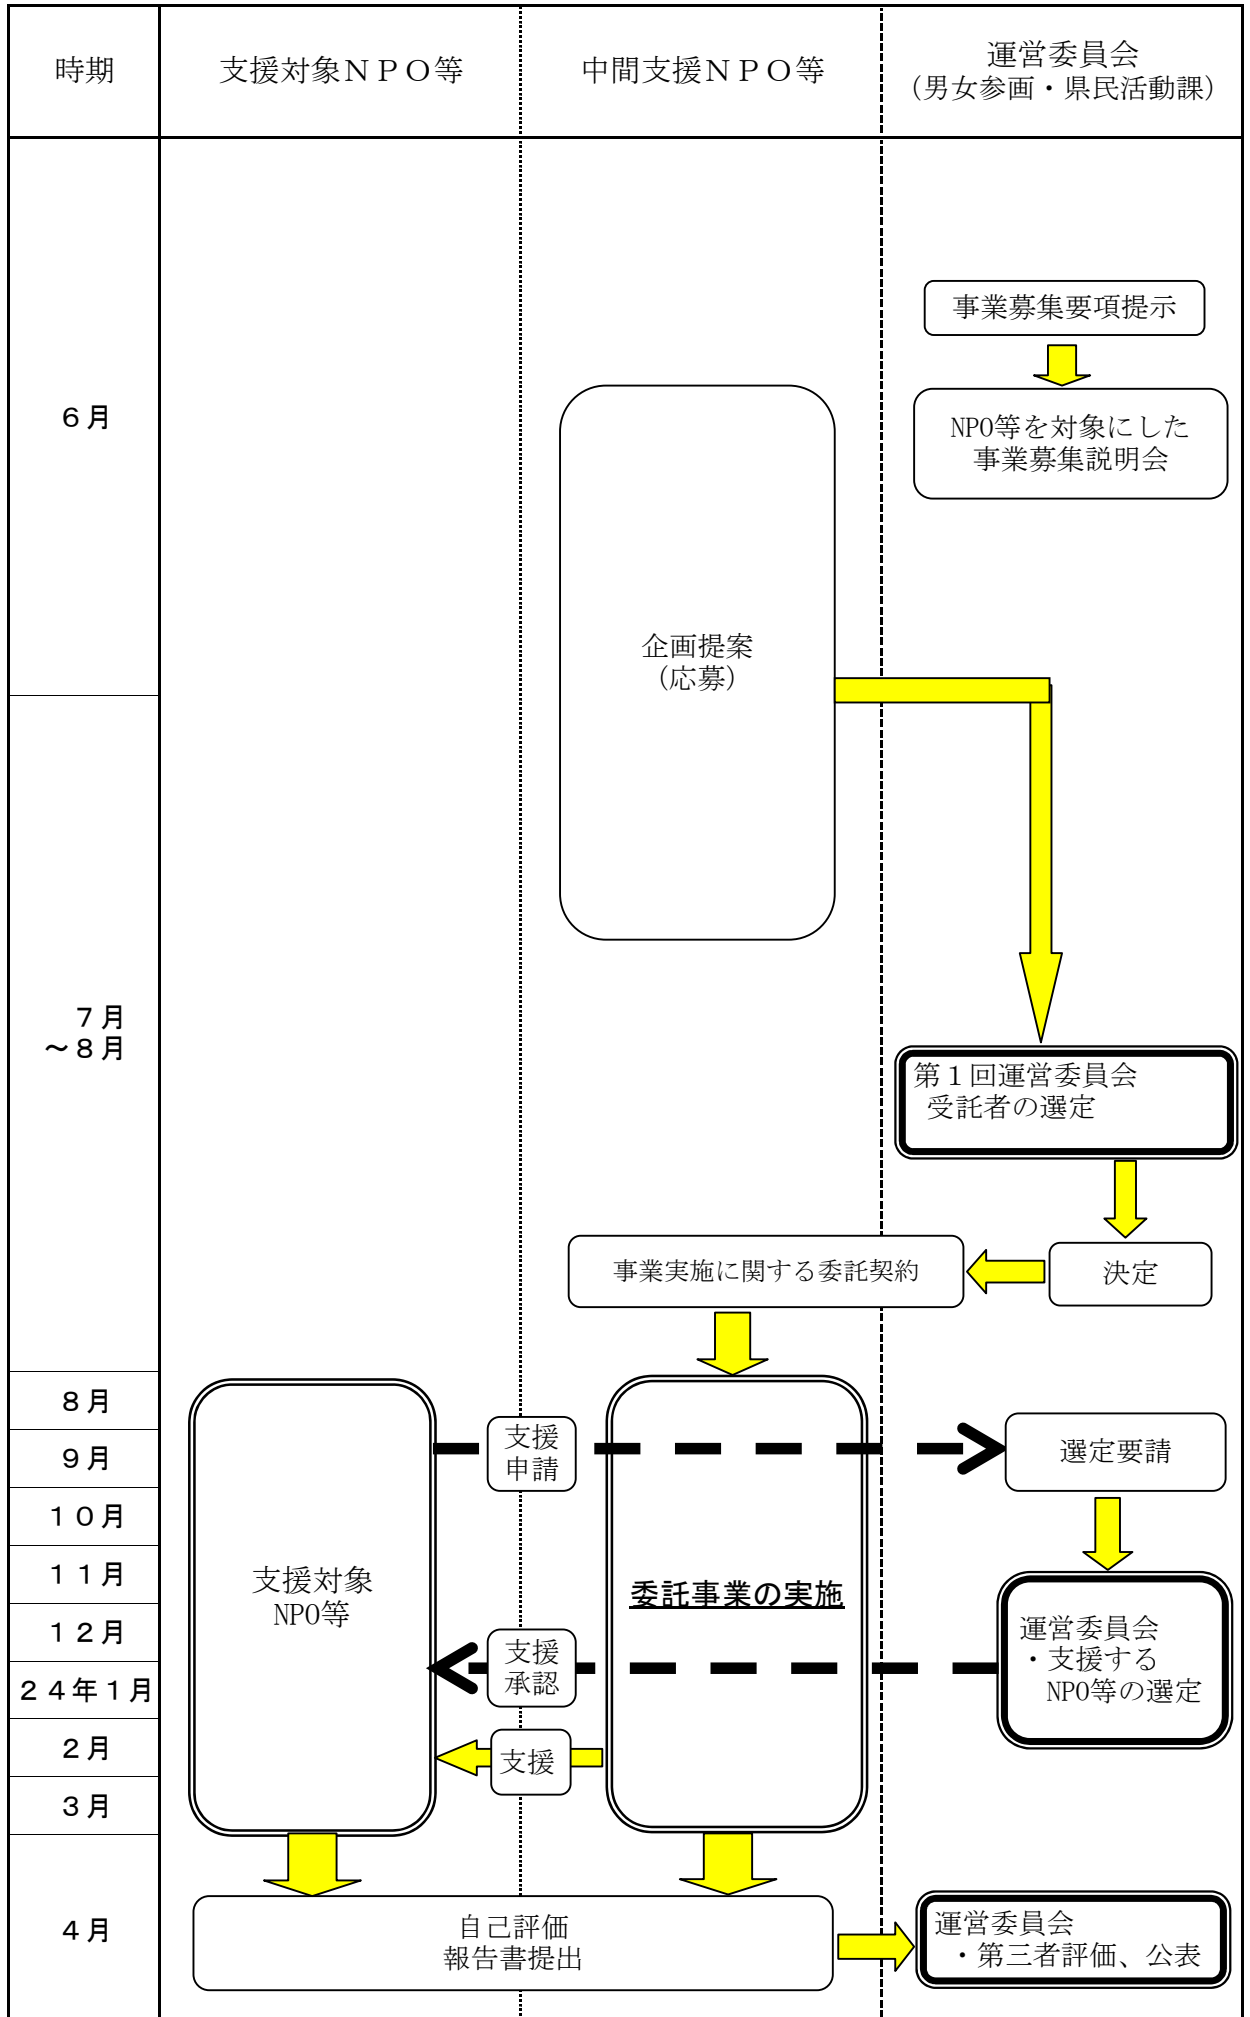 時期
支援対象ＮＰＯ等
中間支援ＮＰＯ等
運営委員会
（男女参画・県民活動課）
６月
事業募集要項提示
NPO等を対象にした
事業募集説明会
企画提案
（応募）
７月
～８月
第１回運営委員会
受託者の選定
決定
事業実施に関する委託契約
８月
９月
１０月
１１月
１２月
２４年１月
２月
３月
支援対象
NPO等
支援
申請
委託事業の実施
選定要請
支援
承認
運営委員会
・支援する
NPO等の選定
支援
４月
自己評価
報告書提出
運営委員会
・第三者評価、公表